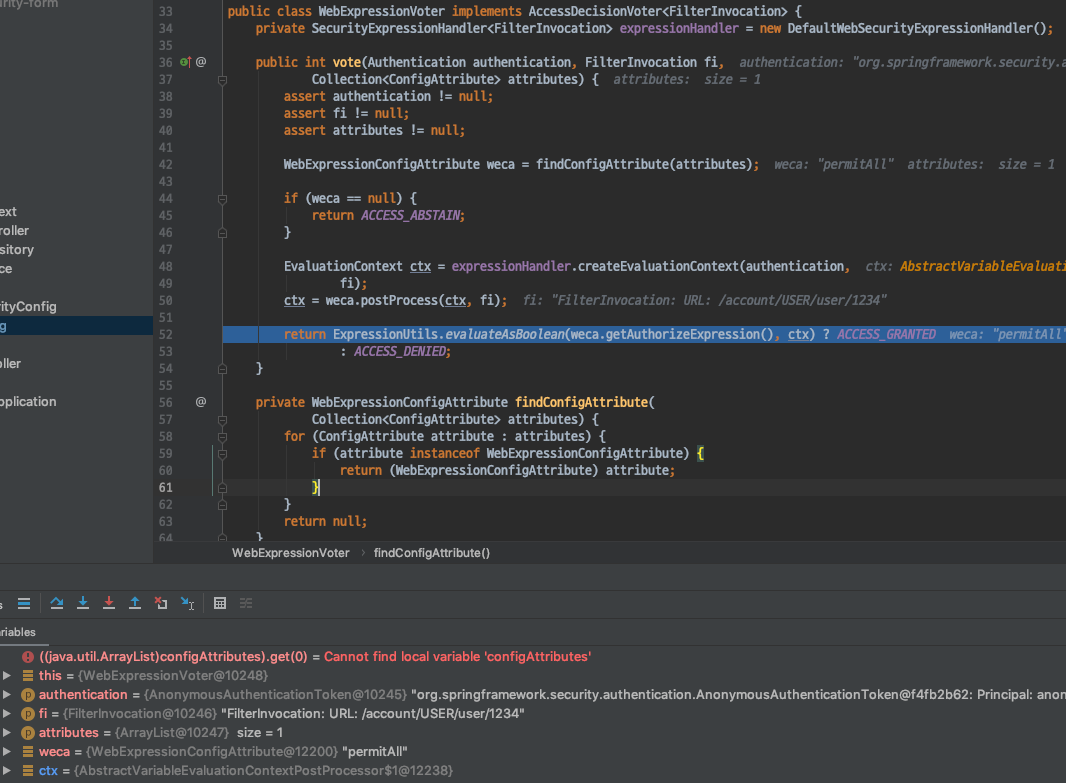 rity-form
33 public class WebExpressionVoter implements AccessDecisionVoter<FilterInvocation> {
34 private SecurityExpressionHandler<FilterInvocation> expressionHandler = new DefaultWebSecurityExpressionHandler();
35
36 @ public int vote(Authentication authentication, FilterInvocation fi, authentication: "org.springframework.security.a
37 Collection<ConfigAttribute> attributes) { attributes: size = 1
38 assert authentication != null;
39 assert fi != null;
40 assert attributes != null;
41
42 WebExpressionConfigAttribute weca = findConfigAttribute(attributes); weca: "permitAll" attributes: size = 1
43
44 if (weca == null) {
45 return ACCESS_ABSTAIN;
46 }
47
48 EvaluationContext ctx = expressionHandler.createEvaluationContext(authentication, ctx: AbstractVariableEvaluati
49 fi);
50 ctx = weca.postProcess(ctx, fi); fi: "FilterInvocation: URL: /account/USER/user/1234"
51
52 return ExpressionUtils.evaluateAsBoolean(weca.getAuthorizeExpression(), ctx) ? ACCESS_GRANTED weca: "permitAll"
53 : ACCESS_DENIED;
54 }
55
56 @ private WebExpressionConfigAttribute findConfigAttribute(
57 Collection<ConfigAttribute> attributes) {
58 for (ConfigAttribute attribute : attributes) {
59 if (attribute instanceof WebExpressionConfigAttribute) {
60 return (WebExpressionConfigAttribute) attribute;
61 }
62 }
63 return null;
64 }
ext
roller
sitory
ce
rityConfig
g
oller
pplication
WebExpressionVoter › findConfigAttribute()
s
ariables
((java.util.ArrayList)configAttributes).get(0) = Cannot find local variable 'configAttributes'
this = {WebExpressionVoter@10248}
authentication = {AnonymousAuthenticationToken@10245} "org.springframework.security.authentication.AnonymousAuthenticationToken@f4fb2b62: Principal: anon
fi = {FilterInvocation@10246} "FilterInvocation: URL: /account/USER/user/1234"
attributes = {ArrayList@10247} size = 1
weca = {WebExpressionConfigAttribute@12200} "permitAll"
ctx = {AbstractVariableEvaluationContextPostProcessor$1@12238}